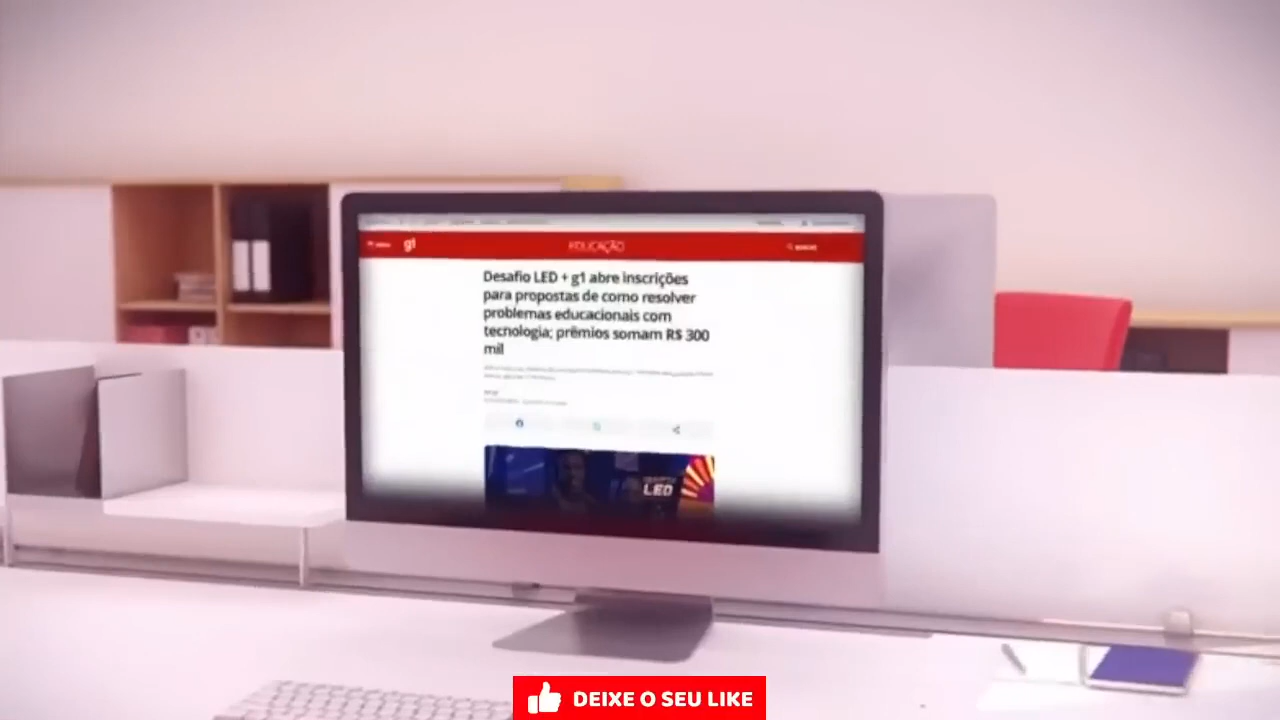 g1
EDUCAÇÃO
BUSCAR
Desafio LED + g1 abre inscrições
para propostas de como resolver
problemas educacionais com
tecnologia; prêmios somam R$ 300
mil
LED
DEIXE O SEU LIKE